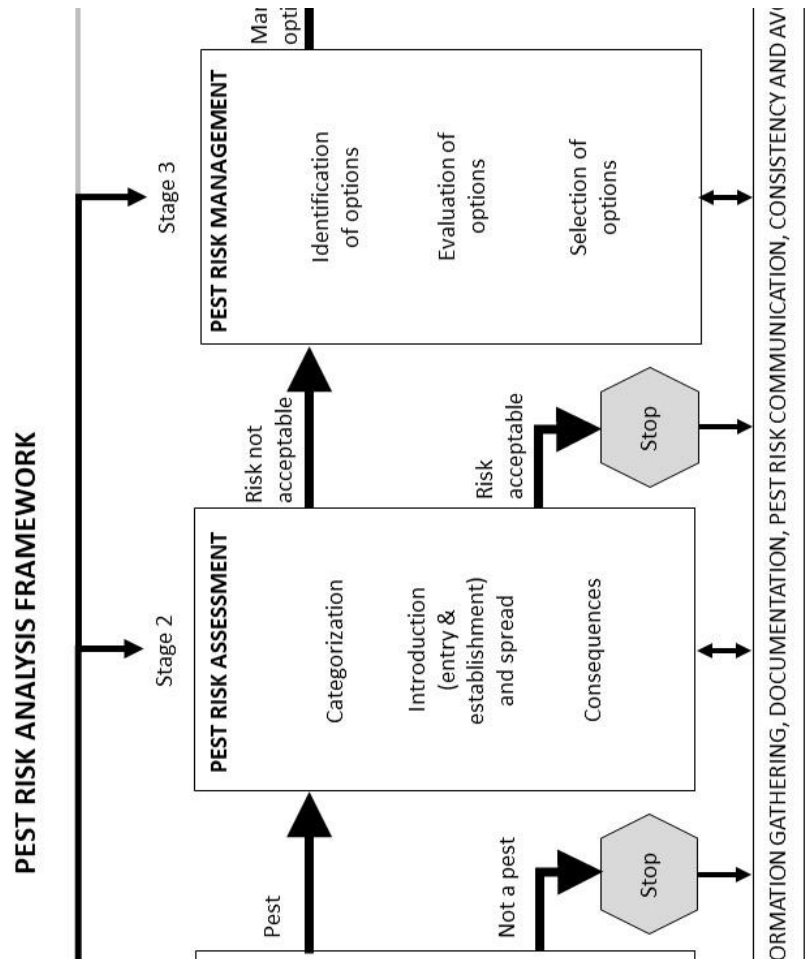 PEST RISK ANALYSIS FRAMEWORK
Pest
Not a pest
Stop
Stage 2
PEST RISK ASSESSMENT
Categorization
Introduction
(entry &
establishment)
and spread
Consequences
Risk not
acceptable
Risk
acceptable
Stop
Stage 3
PEST RISK MANAGEMENT
Identification
of options
Evaluation of
options
Selection of
options
ORMATION GATHERING, DOCUMENTATION, PEST RISK COMMUNICATION, CONSISTENCY AND